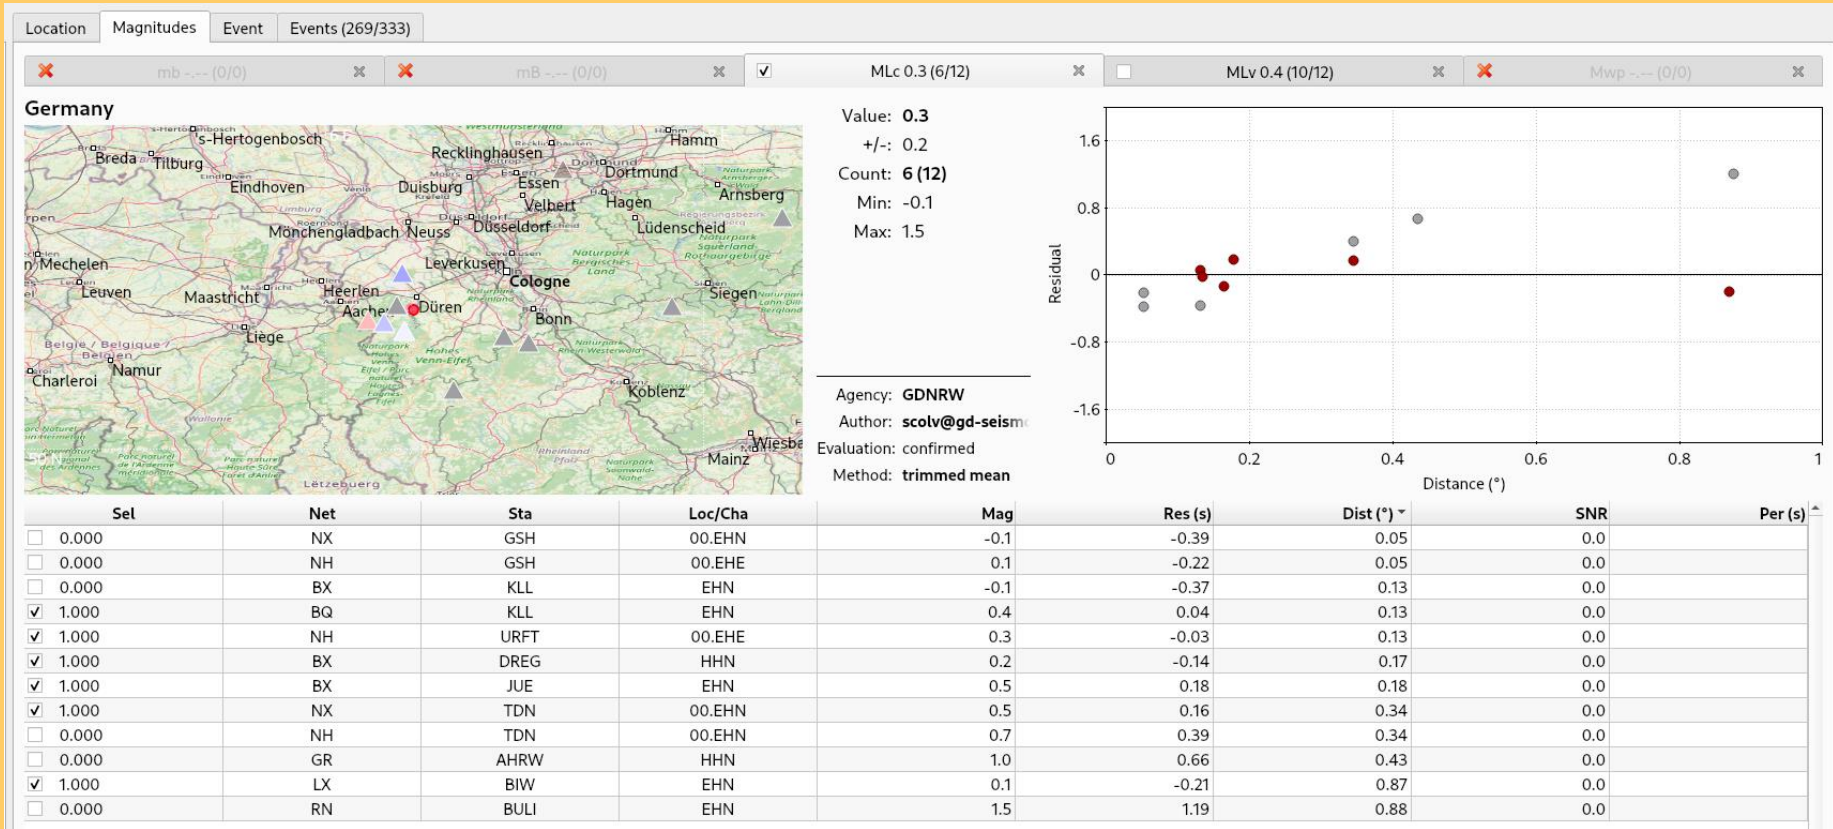 Location Magnitudes Event Events (269/333)
mb -.-- (0/0) mB -.-- (0/0) MLc 0.3 (6/12) MLv 0.4 (10/12) Mwp -.-- (0/0)
Germany
's-Hertogenbosch
Hamm
Breda
Tilburg
Recklinghausen
Dortmund
Eindhoven
Duisburg
Essen
Arnsberg
Velbert
Hagen
Mönchengladbach
Neuss
Düsseldorf
Lüdenscheid
Mechelen
Leverkusen
Leuven
Maastricht
Heerlen
Cologne
Siegen
Aachen
Düren
Bonn
Liège
België / Belgique /
Belgien
Namur
Charleroi
Koblenz
Wallonie
Wiesba
Mainz
Lëtzebuerg
Value: 0.3
+/-: 0.2
Count: 6 (12)
Min: -0.1
Max: 1.5
Agency: GDNRW
Author: scolv@gd-seism
Evaluation: confirmed
Method: trimmed mean
Residual
1.6
0.8
0
-0.8
-1.6
0 0.2 0.4 0.6 0.8 1
Distance (°)
Sel Net Sta Loc/Cha Mag Res (s) Dist (°) SNR Per (s)
0.000 NX GSH 00.EHN -0.1 -0.39 0.05 0.0
0.000 NH GSH 00.EHE 0.1 -0.22 0.05 0.0
0.000 BX KLL EHN -0.1 -0.37 0.13 0.0
1.000 BQ KLL EHN 0.4 0.04 0.13 0.0
1.000 NH URFT 00.EHE 0.3 -0.03 0.13 0.0
1.000 BX DREG HHN 0.2 -0.14 0.17 0.0
1.000 BX JUE EHN 0.5 0.18 0.18 0.0
1.000 NX TDN 00.EHN 0.5 0.16 0.34 0.0
0.000 NH TDN 00.EHN 0.7 0.39 0.34 0.0
0.000 GR AHRW HHN 1.0 0.66 0.43 0.0
1.000 LX BIW EHN 0.1 -0.21 0.87 0.0
0.000 RN BULI EHN 1.5 1.19 0.88 0.0